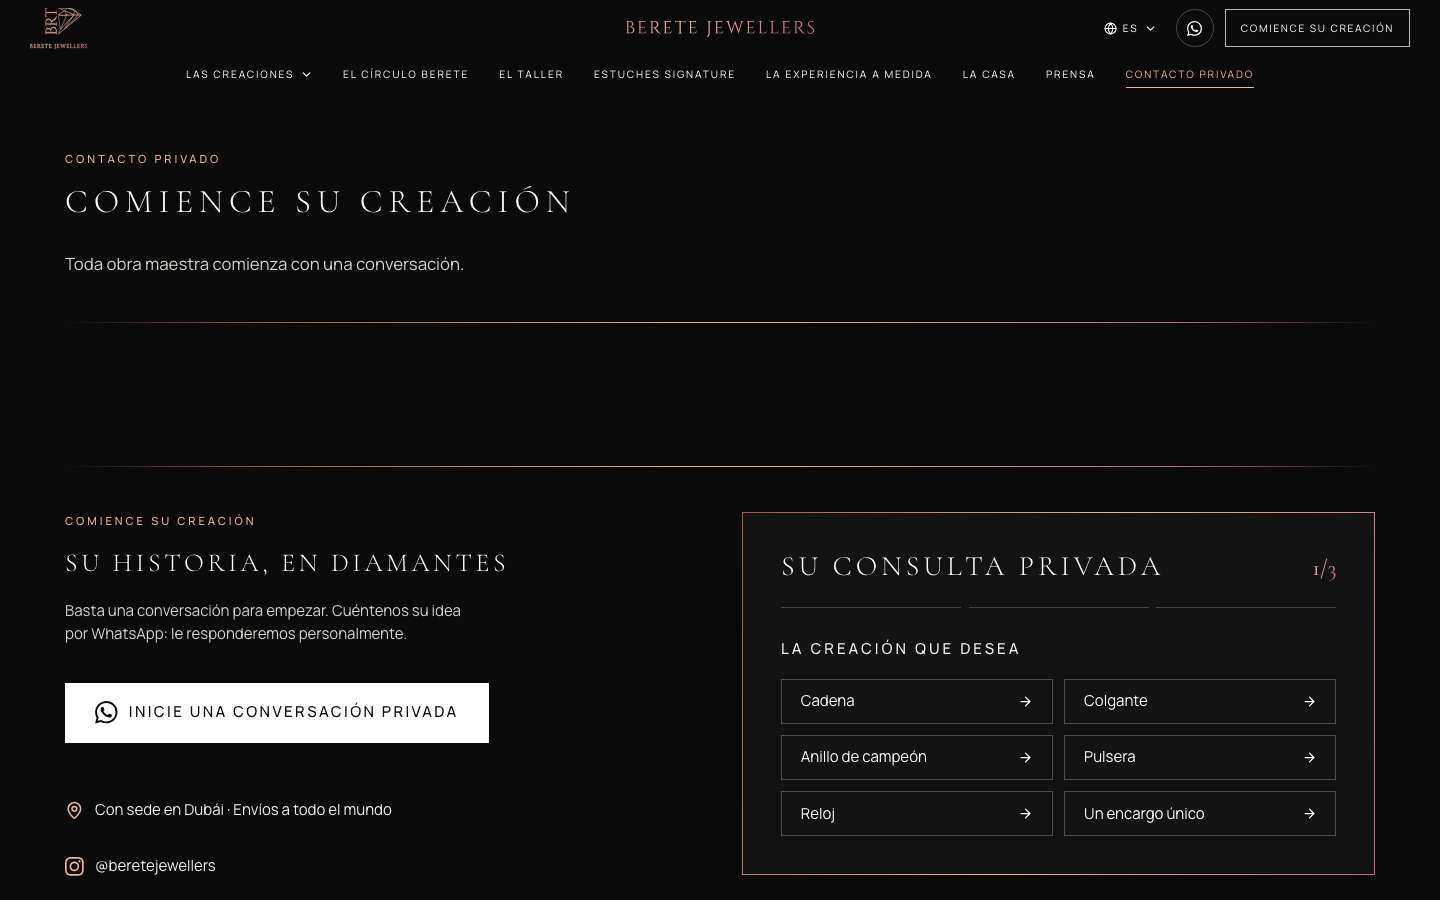 BRT
BERETE JEWELLERS
BERETE JEWELLERS
ES
COMIENCE SU CREACIÓN
LAS CREACIONES
EL CÍRCULO BERETE
EL TALLER
ESTUCHES SIGNATURE
LA EXPERIENCIA A MEDIDA
LA CASA
PRENSA
CONTACTO PRIVADO
CONTACTO PRIVADO
COMIENCE SU CREACIÓN
Toda obra maestra comienza con una conversación.
COMIENCE SU CREACIÓN
SU HISTORIA, EN DIAMANTES
Basta una conversación para empezar. Cuéntenos su idea
por WhatsApp: le responderemos personalmente.
INICIE UNA CONVERSACIÓN PRIVADA
Con sede en Dubái · Envíos a todo el mundo
@beretejewellers
SU CONSULTA PRIVADA
1/3
LA CREACIÓN QUE DESEA
Cadena
Colgante
Anillo de campeón
Pulsera
Reloj
Un encargo único